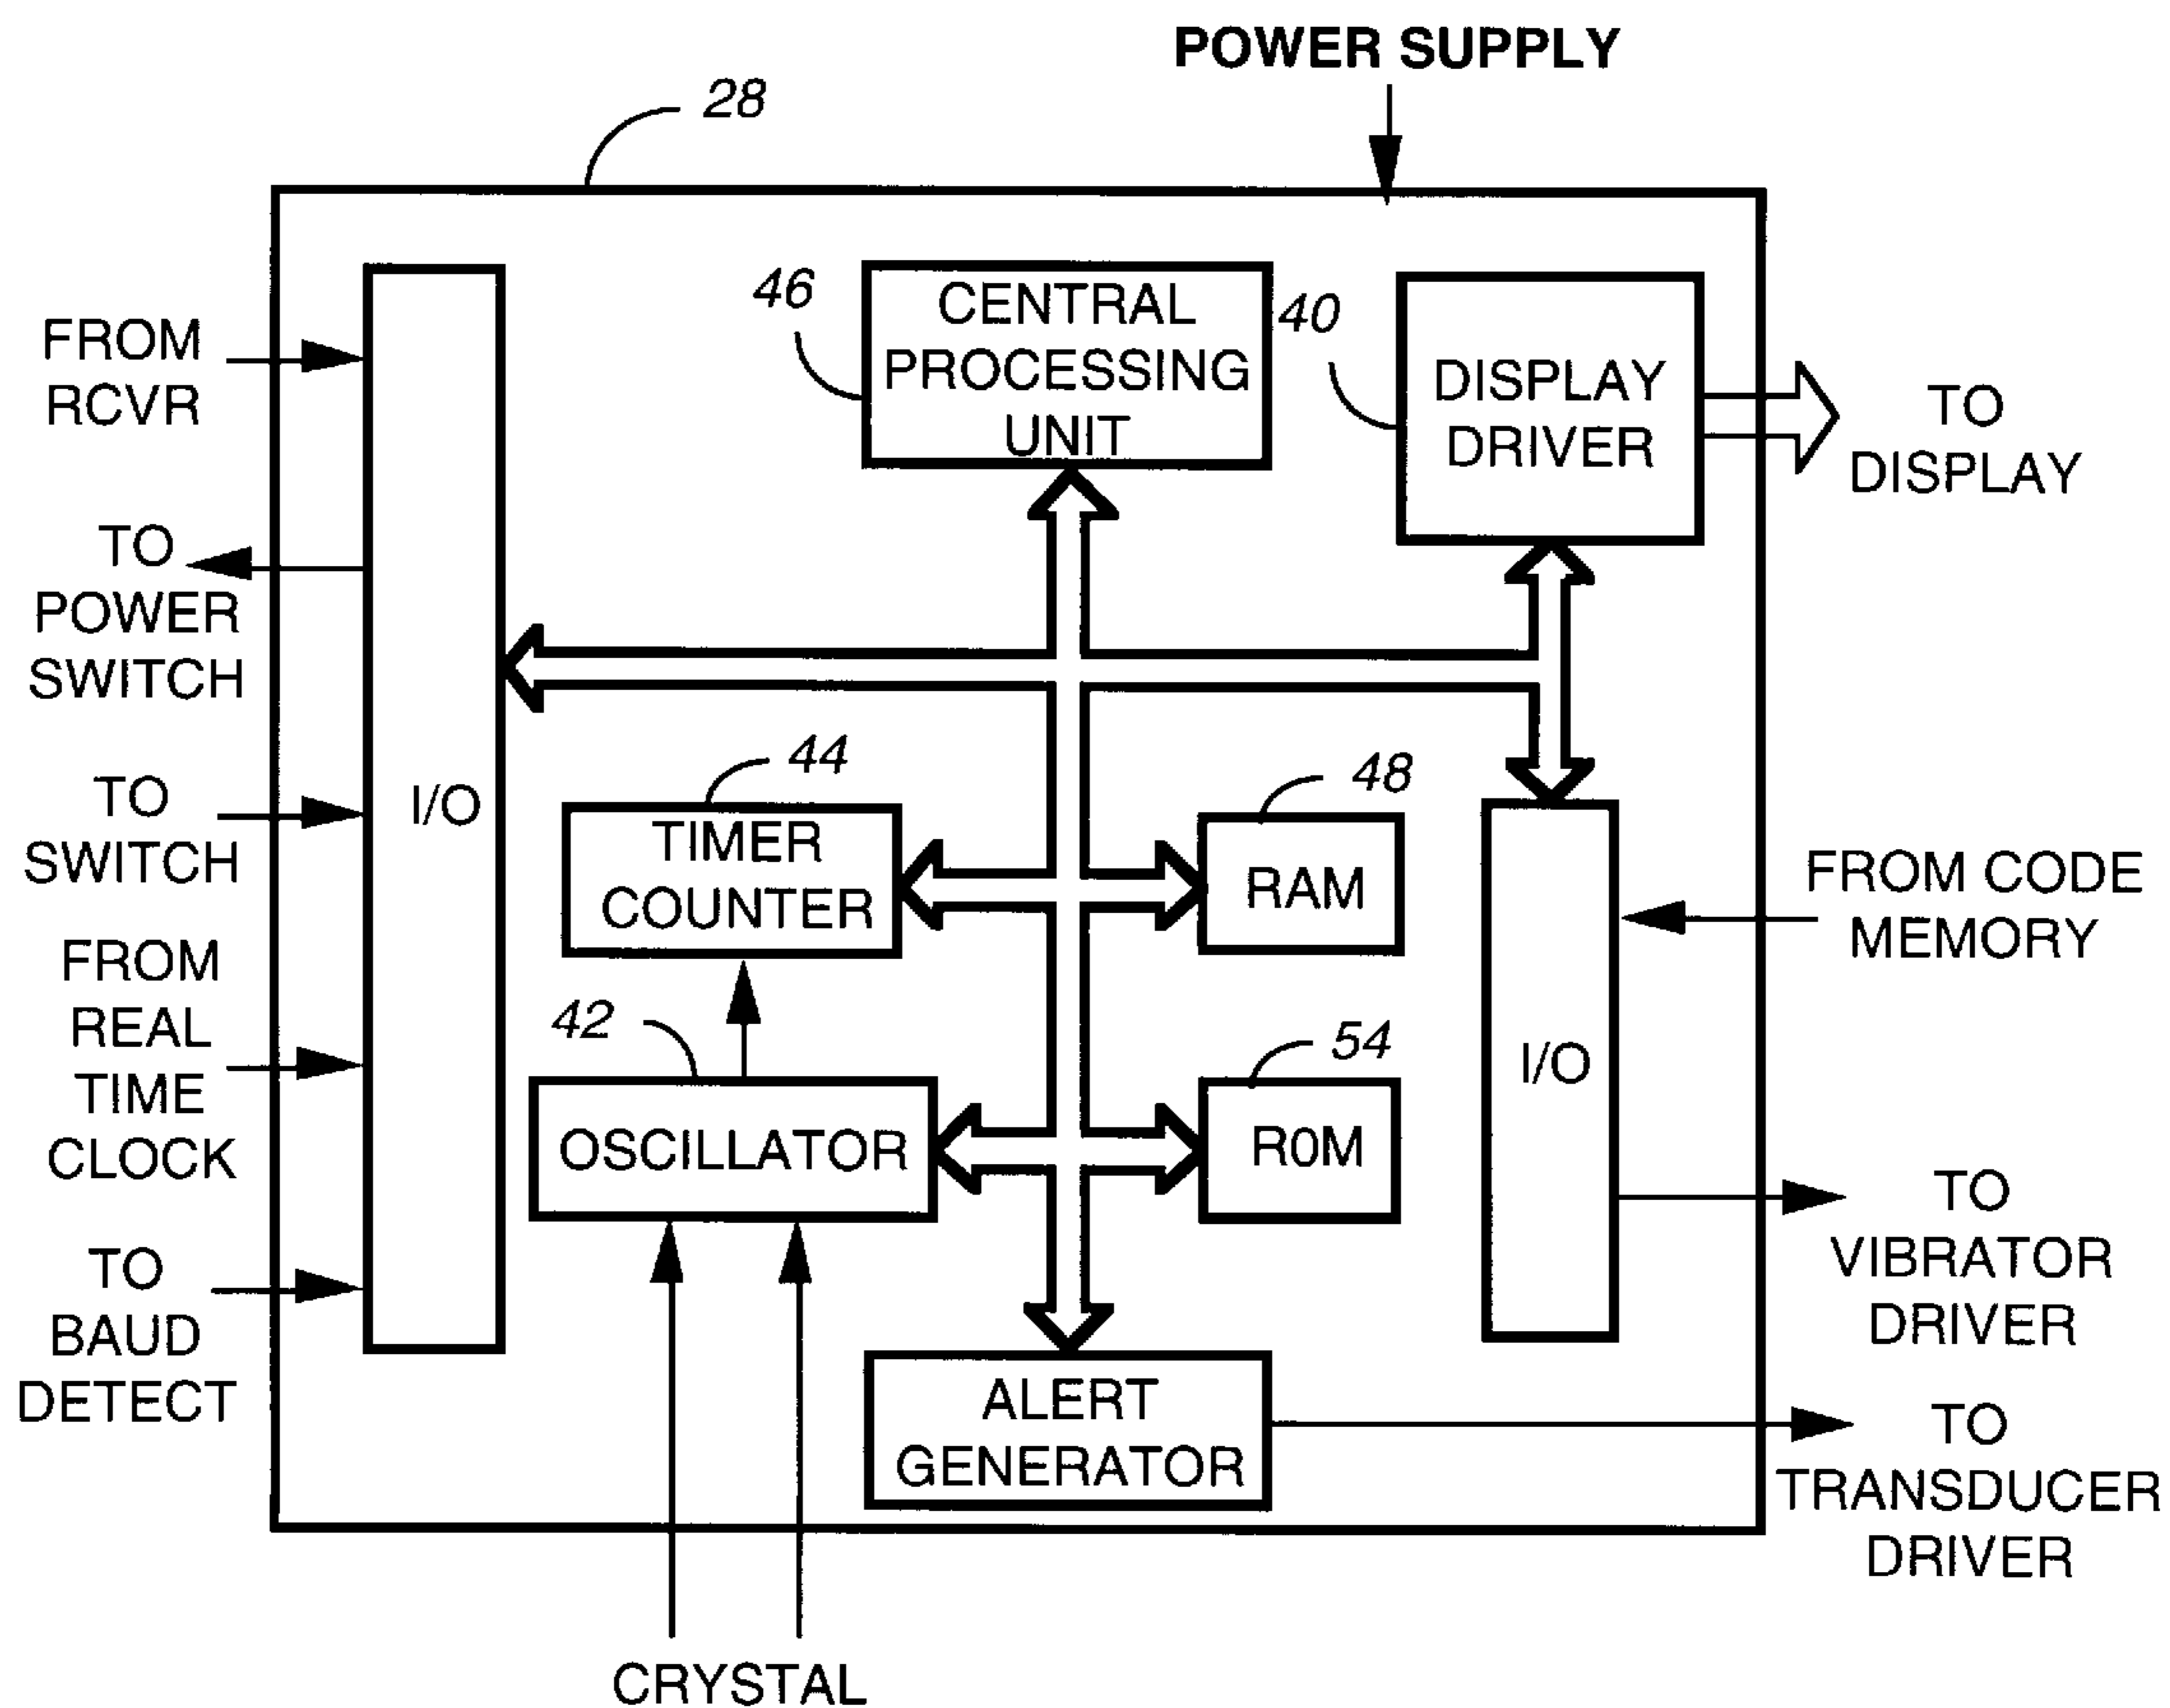 POWER SUPPLY
28
46
CENTRAL
PROCESSING
UNIT
40
DISPLAY
DRIVER
TO
DISPLAY
FROM
RCVR
TO
POWER
SWITCH
TO
SWITCH
FROM
REAL
TIME
CLOCK
TO
BAUD
DETECT
I/O
44
TIMER
COUNTER
48
RAM
42
OSCILLATOR
54
R0M
I/O
FROM CODE
MEMORY
TO
VIBRATOR
DRIVER
ALERT
GENERATOR
TO
TRANSDUCER
DRIVER
CRYSTAL